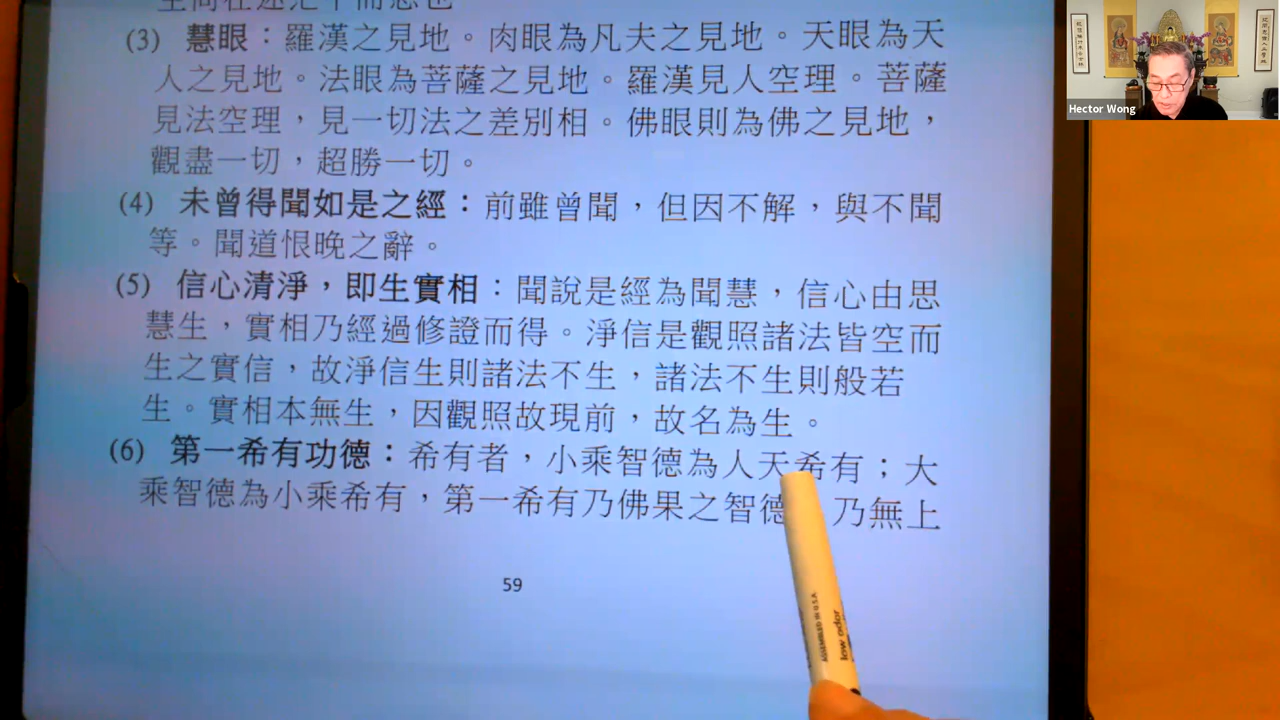 (3) 慧眼：羅漢之見地。肉眼為凡夫之見地。天眼為天
人之見地。法眼為菩薩之見地。羅漢見人空理。菩薩
見法空理，見一切法之差別相。佛眼則為佛之見地，
觀盡一切，超勝一切。
(4) 未曾得聞如是之經：前雖曾聞，但因不解，與不聞
等。聞道恨晚之辭。
(5) 信心清淨，即生實相：聞說是經為聞慧，信心由思
慧生，實相乃經過修證而得。淨信是觀照諸法皆空而
生之實信，故淨信生則諸法不生，諸法不生則般若
生。實相本無生，因觀照故現前，故名為生。
(6) 第一希有功德：希有者，小乘智德為人天希有；大
乘智德為小乘希有，第一希有乃佛果之智德 乃無上
59
Hector Wong
ASSEMBLED IN U.S.A.
low odor